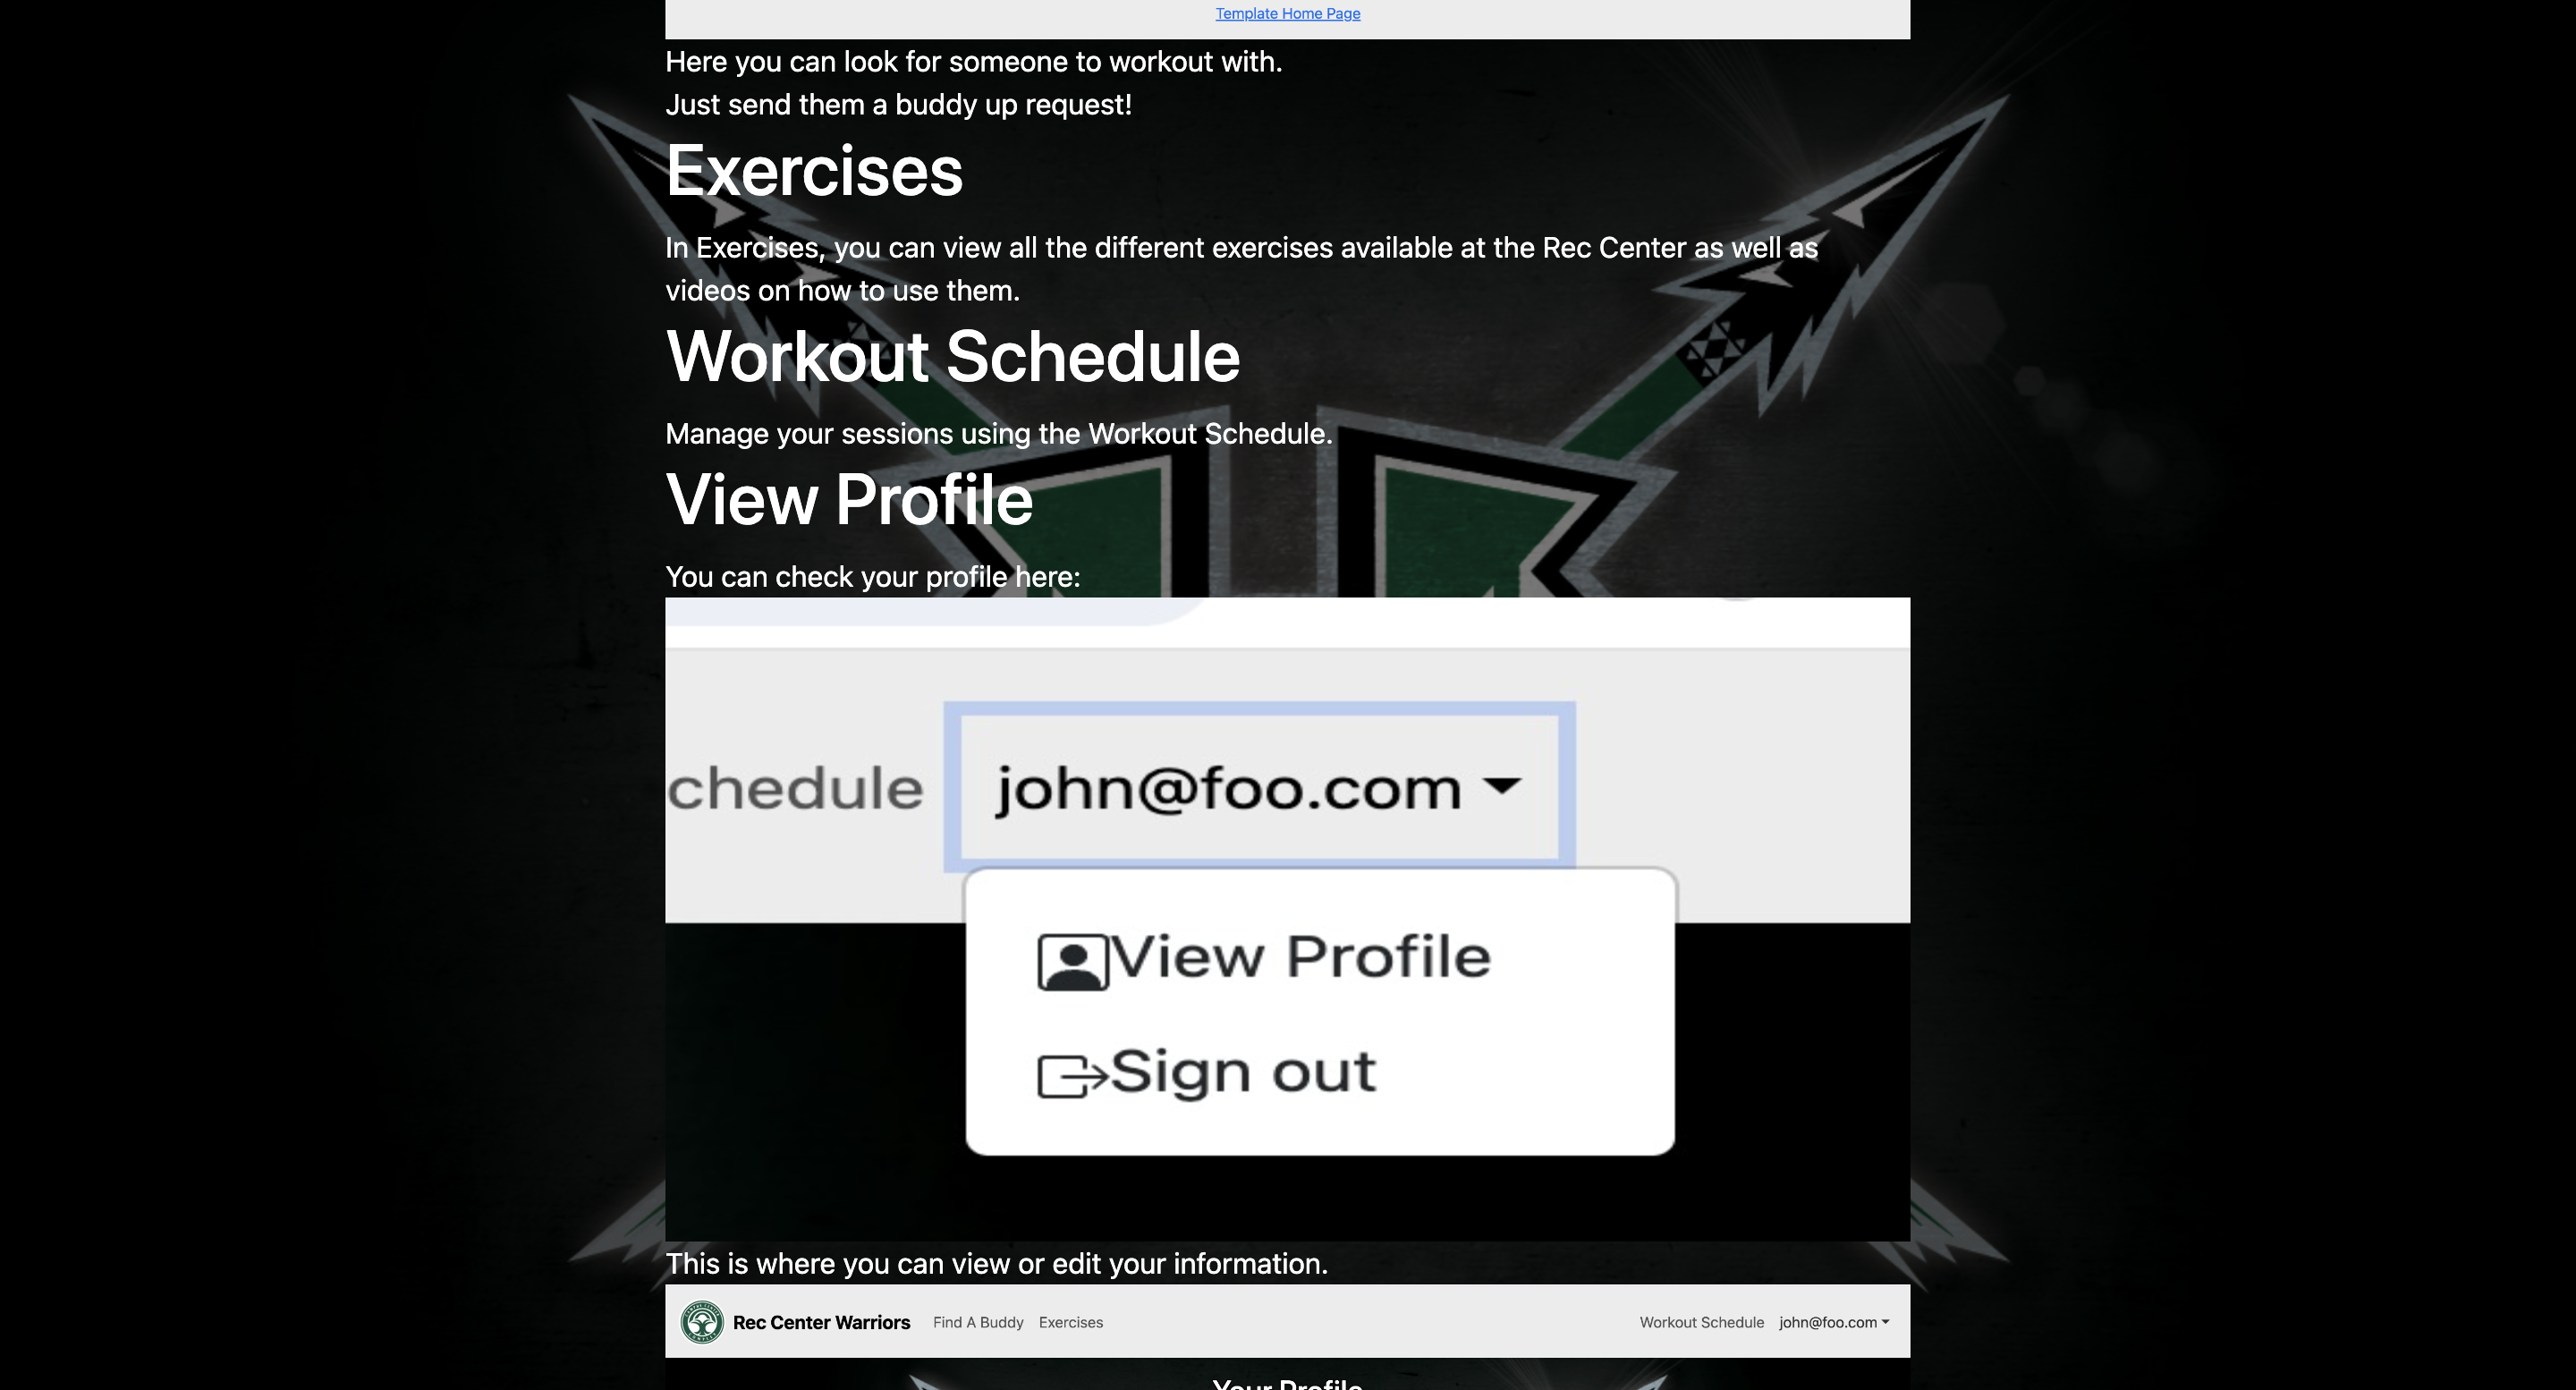 Template Home Page
Here you can look for someone to workout with.
Just send them a buddy up request!
Exercises
In Exercises, you can view all the different exercises available at the Rec Center as well as
videos on how to use them.
Workout Schedule
Manage your sessions using the Workout Schedule.
View Profile
You can check your profile here:
chedule john@foo.com
View Profile
Sign out
This is where you can view or edit your information.
Rec Center Warriors Find A Buddy Exercises Workout Schedule john@foo.com
Your Profile